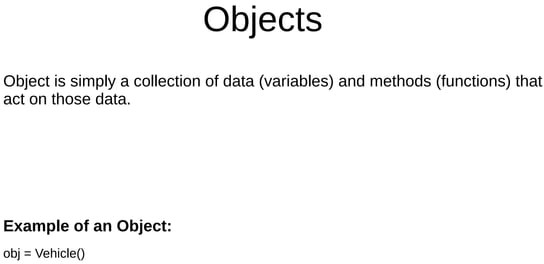 Objects
Object is simply a collection of data (variables) and methods (functions) that
act on those data.
Example of an Object:
obj = Vehicle()